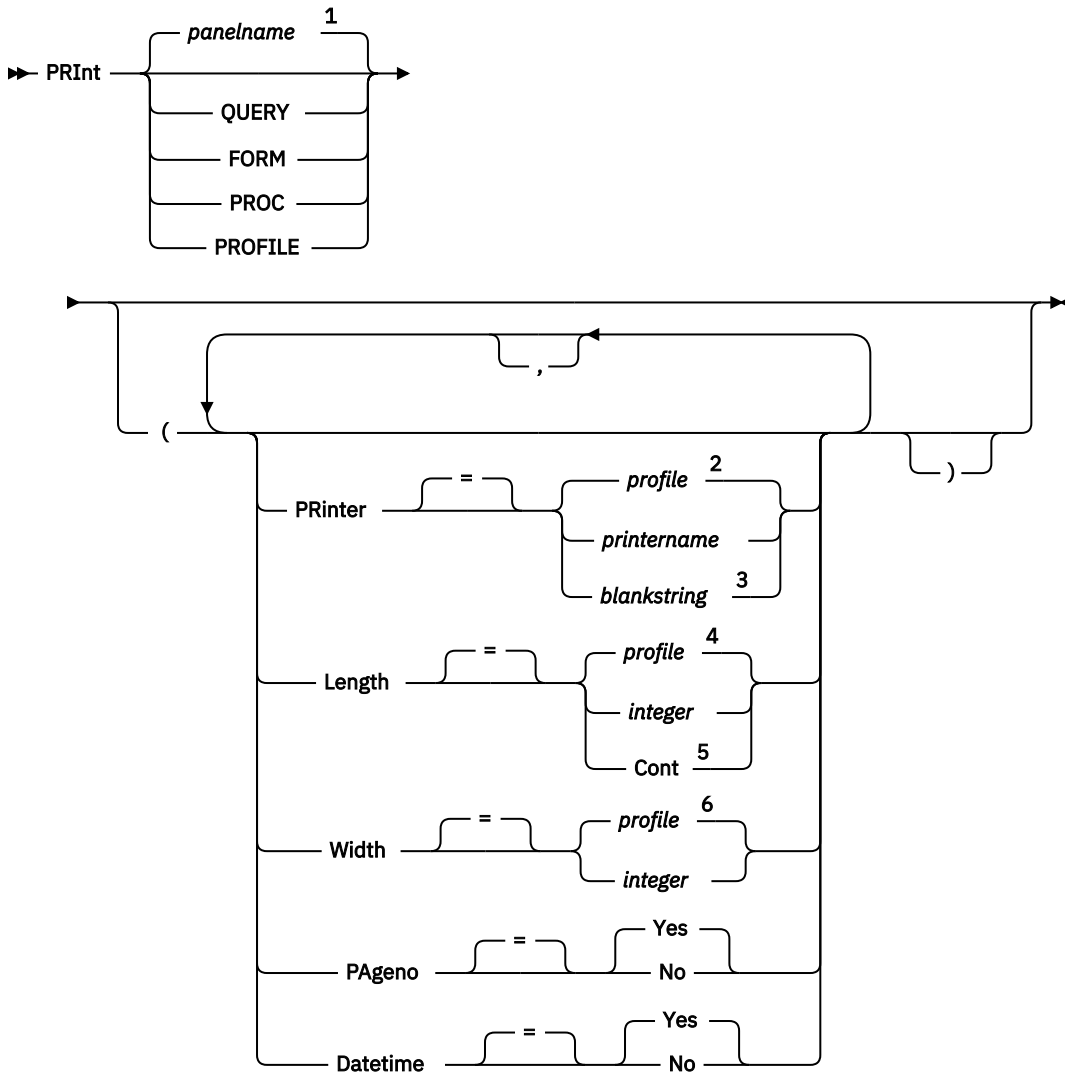 panelname 1
PRInt
QUERY
FORM
PROC
PROFILE
,
(
)
PRinter = profile 2
printername
blankstring 3
Length = profile 4
integer
Cont 5
Width = profile 6
integer
PAgeno = Yes
No
Datetime = Yes
No